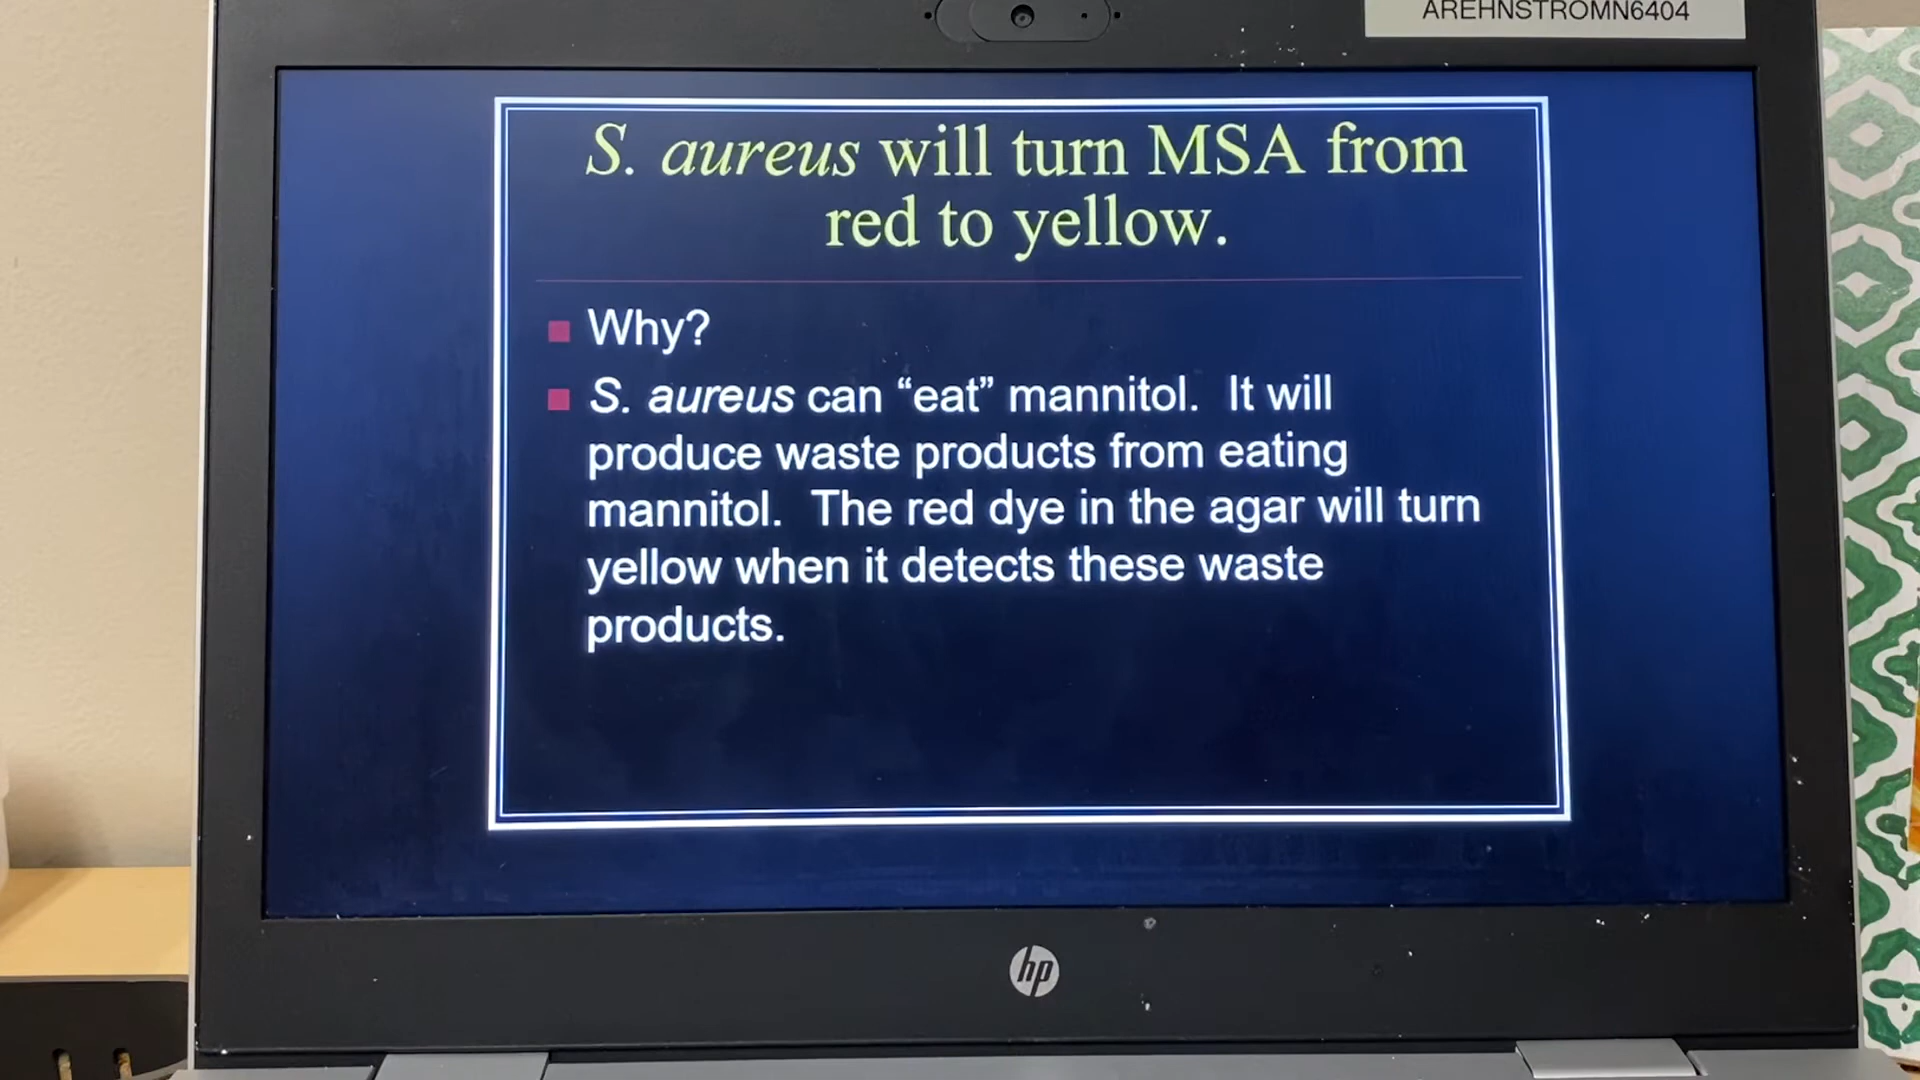 AREHNSTROMN6404
S. aureus will turn MSA from
red to yellow.
Why?
S. aureus can “eat” mannitol.  It will
produce waste products from eating
mannitol.  The red dye in the agar will turn
yellow when it detects these waste
products.
hp